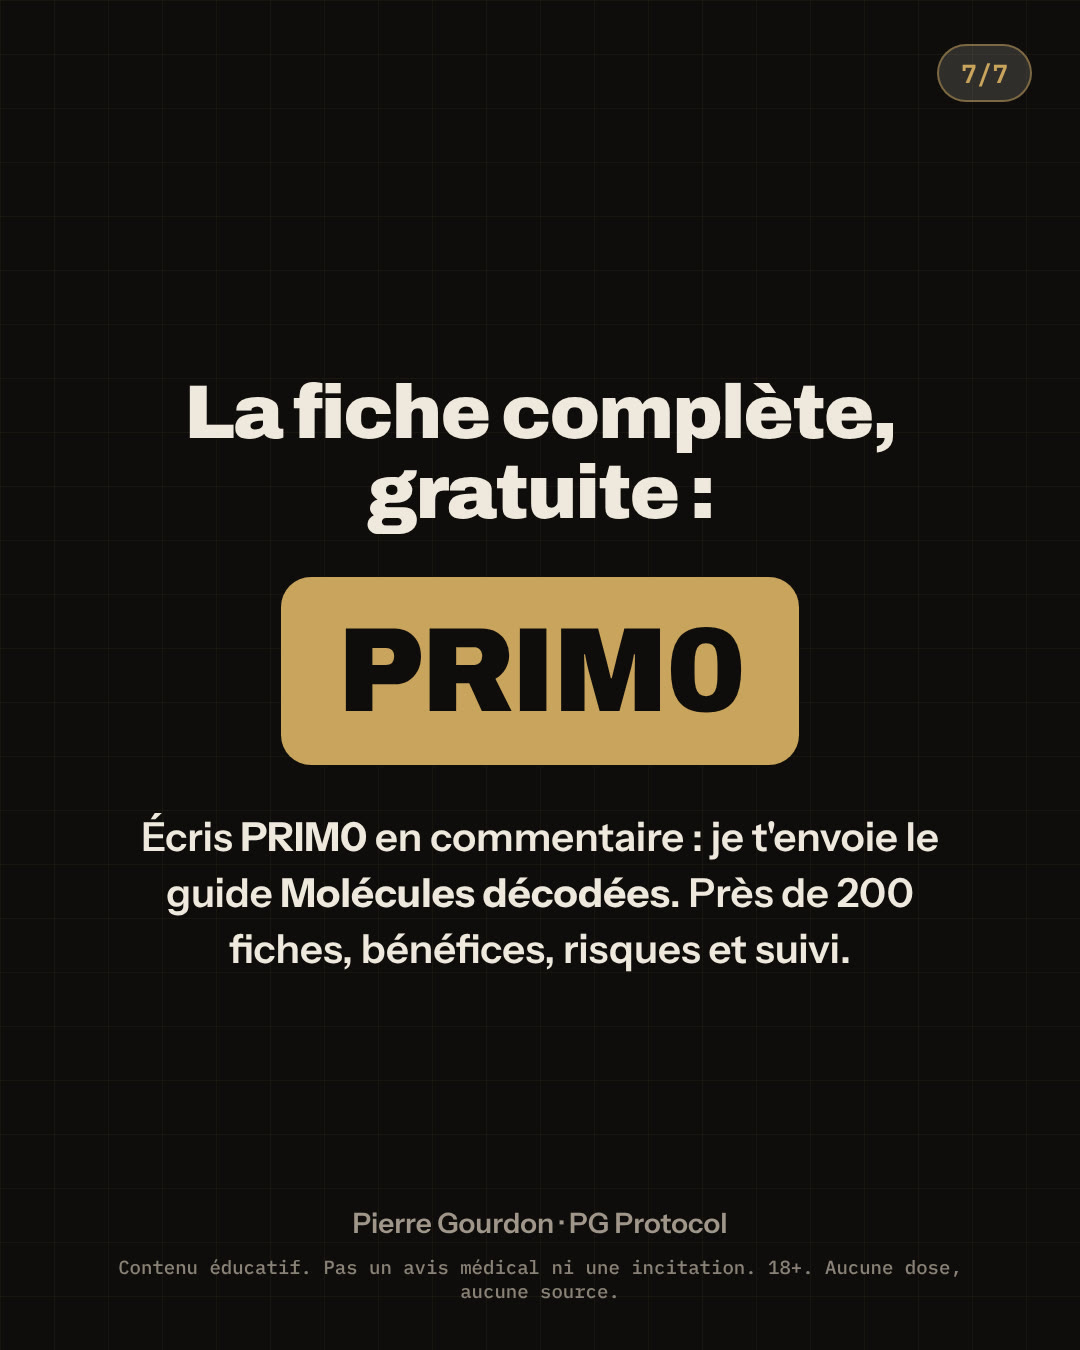 7/7
La fiche complète,
gratuite :
PRIM0
Écris PRIM0 en commentaire : je t'envoie le
guide Molécules décodées. Près de 200
fiches, bénéfices, risques et suivi.
Pierre Gourdon · PG Protocol
Contenu éducatif. Pas un avis médical ni une incitation. 18+. Aucune dose,
aucune source.